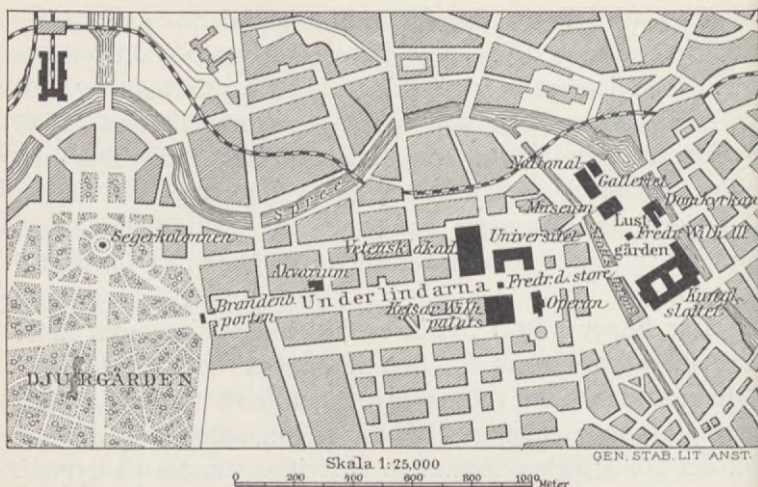 National
Galleriet
Domkyrkan
Museum
Lust
gården
Fredr. Wilh. III.
Spree
Segerkolonnen
Vetensk. akad.
Universitet
Akvarium
Fredr. d. store
Under lindarna
Brandenb.
porten
Kejsar Wilh.
palats
Operan
Kungl.
slottet
DJURGÅRDEN
GEN. STAB. LIT ANST.
Skala 1:25,000
0 200 400 600 800 1000 Meter